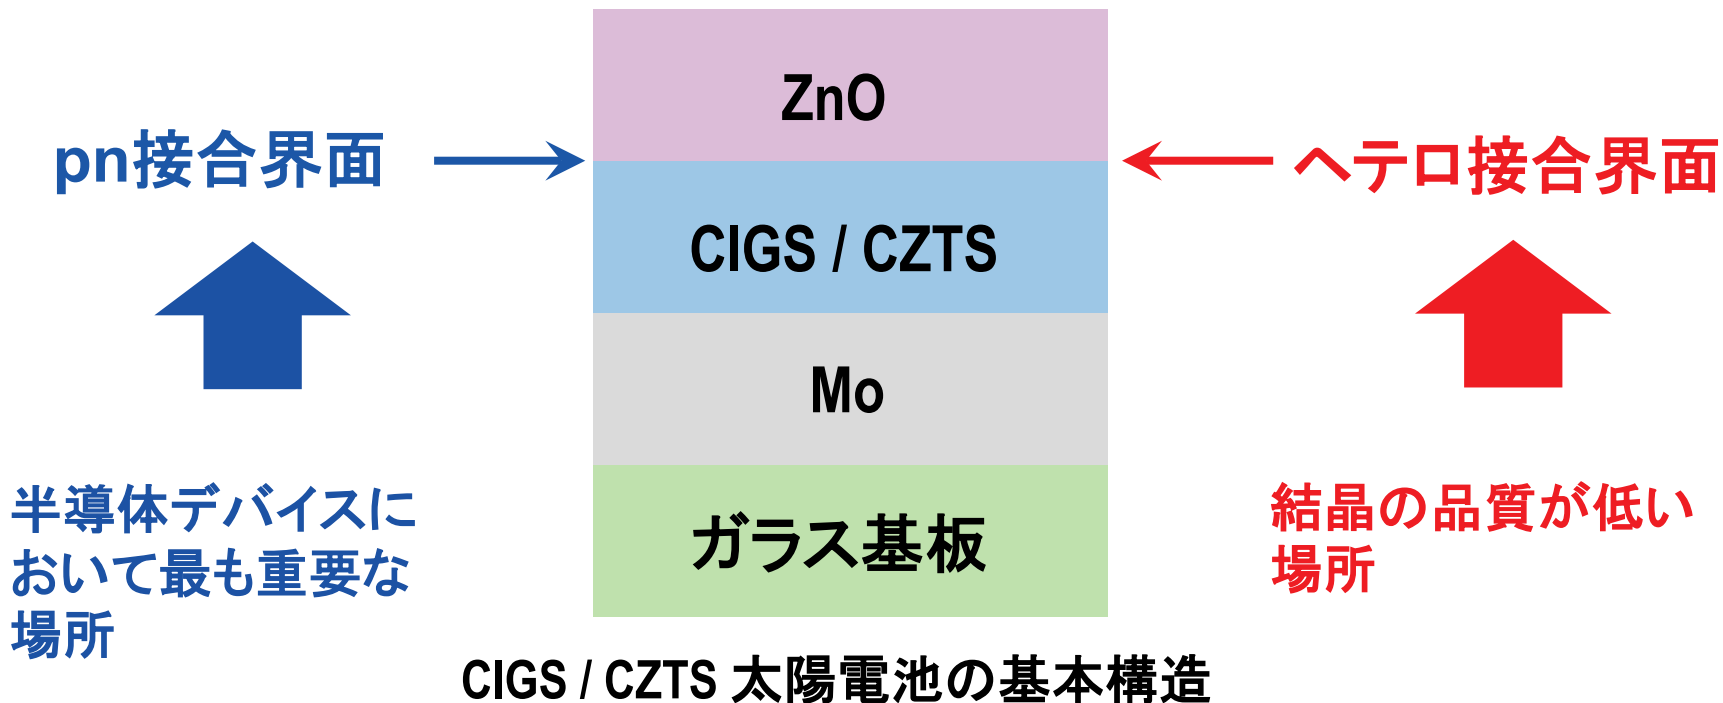 ZnO
pn接合界面
ヘテロ接合界面
CIGS / CZTS
Mo
半導体デバイスに
おいて最も重要な
場所
結晶の品質が低い
場所
ガラス基板
CIGS / CZTS 太陽電池の基本構造